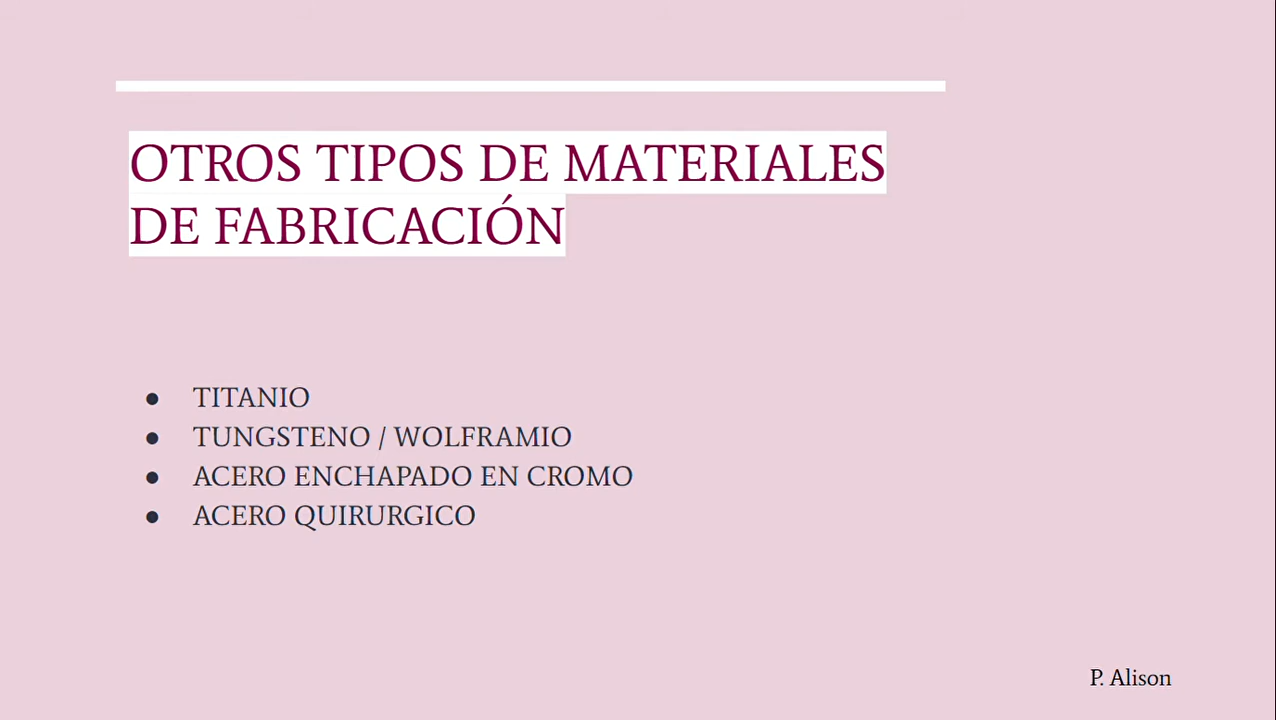 OTROS TIPOS DE MATERIALES
DE FABRICACIÓN
● TITANIO
● TUNGSTENO / WOLFRAMIO
● ACERO ENCHAPADO EN CROMO
● ACERO QUIRURGICO
P. Alison